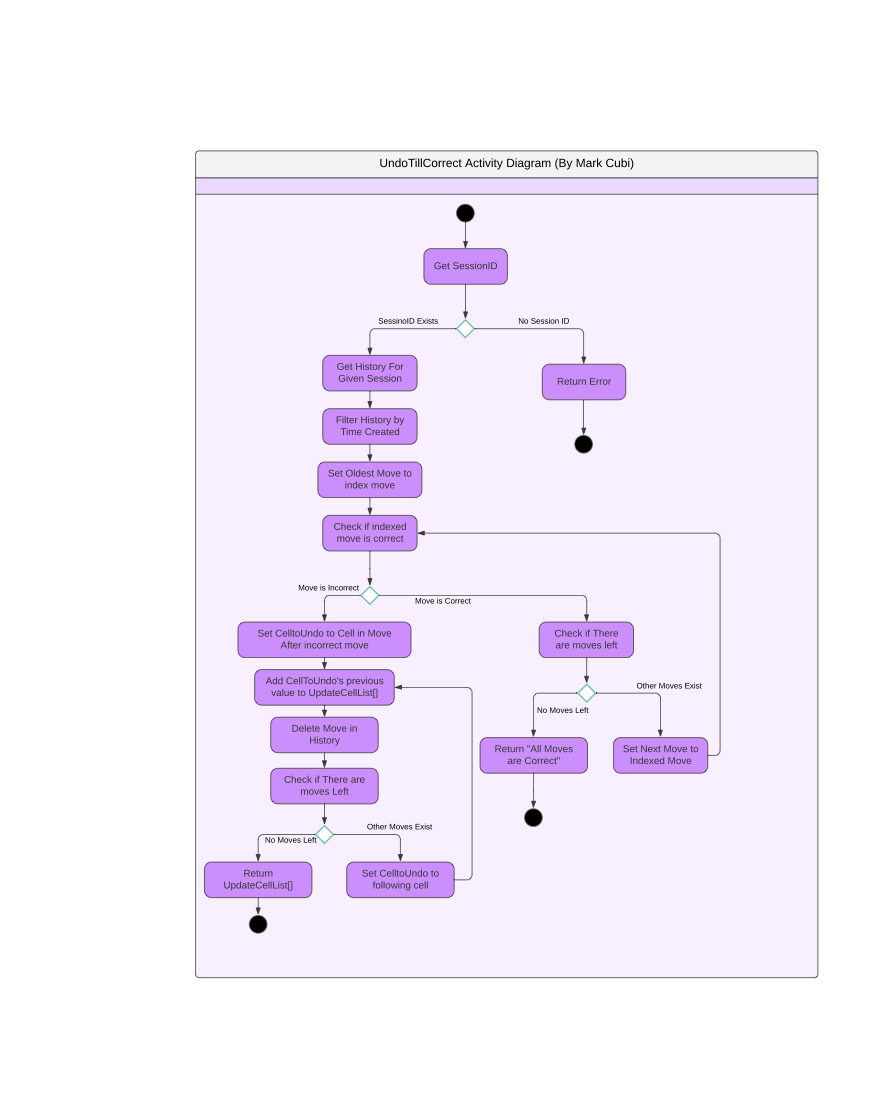 UndoTillCorrect Activity Diagram (By Mark Cubi)
Get SessionID
SessinoID Exists
No Session ID
Get History For
Given Session
Return Error
Filter History by
Time Created
Set Oldest Move to
index move
Check if indexed
move is correct
Move is Incorrect
Move is Correct
Set CelltoUndo to Cell in Move
After incorrect move
Check if There
are moves left
Add CellToUndo's previous
value to UpdateCellList[]
Other Moves Exist
No Moves Left
Delete Move in
History
Return "All Moves
are Correct"
Set Next Move to
Indexed Move
Check if There are
moves Left
Other Moves Exist
No Moves Left
Return
UpdateCellList[]
Set CelltoUndo to
following cell